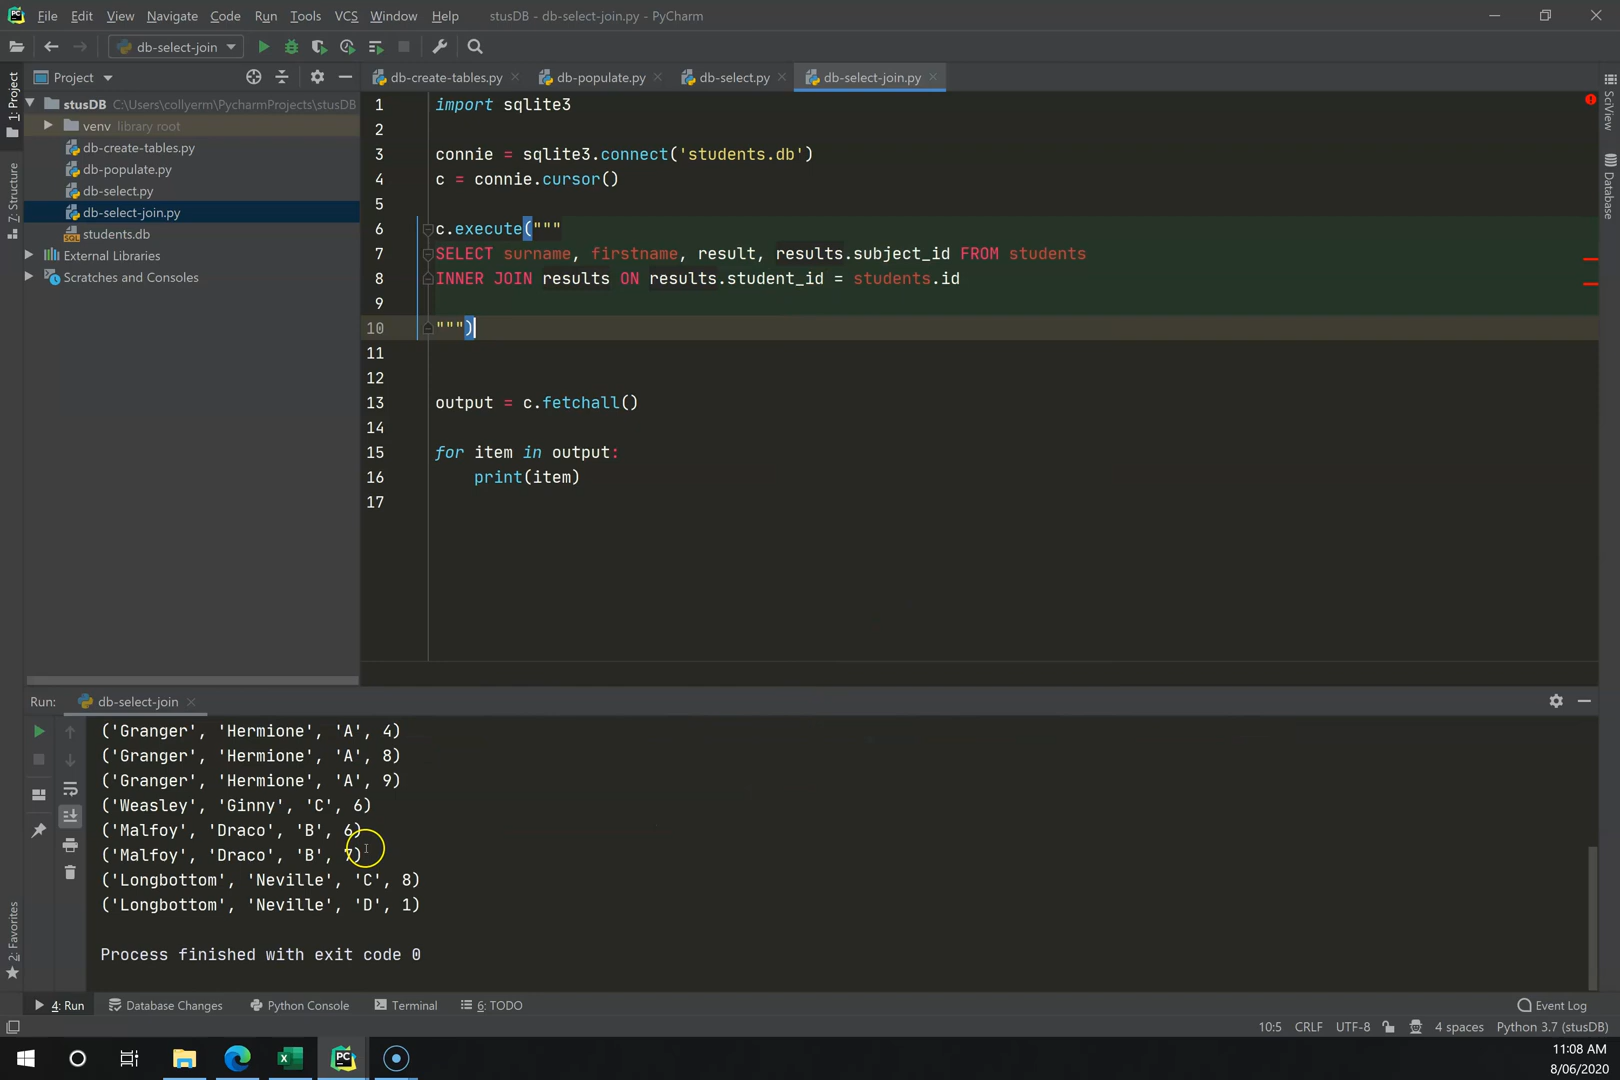 File Edit View Navigate Code Refactor Run Tools VCS Window Help stusDB - db-select-join.py - PyCharm
db-select-join
Project
db-create-tables.py db-populate.py db-select.py db-select-join.py
stusDB C:\Users\collyerm\PycharmProjects\stusDB
venv library root
db-create-tables.py
db-populate.py
db-select.py
db-select-join.py
students.db
External Libraries
Scratches and Consoles
1: Project
7: Structure
2: Favorites
1 import sqlite3
2
3 connie = sqlite3.connect('students.db')
4 c = connie.cursor()
5
6 c.execute("""
7 SELECT surname, firstname, result, results.subject_id FROM students
8 INNER JOIN results ON results.student_id = students.id
9
10 """)
11
12
13 output = c.fetchall()
14
15 for item in output:
16 print(item)
17
SciView
Database
Run: db-select-join
('Granger', 'Hermione', 'A', 4)
('Granger', 'Hermione', 'A', 8)
('Granger', 'Hermione', 'A', 9)
('Weasley', 'Ginny', 'C', 6)
('Malfoy', 'Draco', 'B', 6)
('Malfoy', 'Draco', 'B', 7)
('Longbottom', 'Neville', 'C', 8)
('Longbottom', 'Neville', 'D', 1)
Process finished with exit code 0
4: Run Database Changes Python Console Terminal 6: TODO Event Log
10:5 CRLF UTF-8 4 spaces Python 3.7 (stusDB)
11:08 AM
8/06/2020